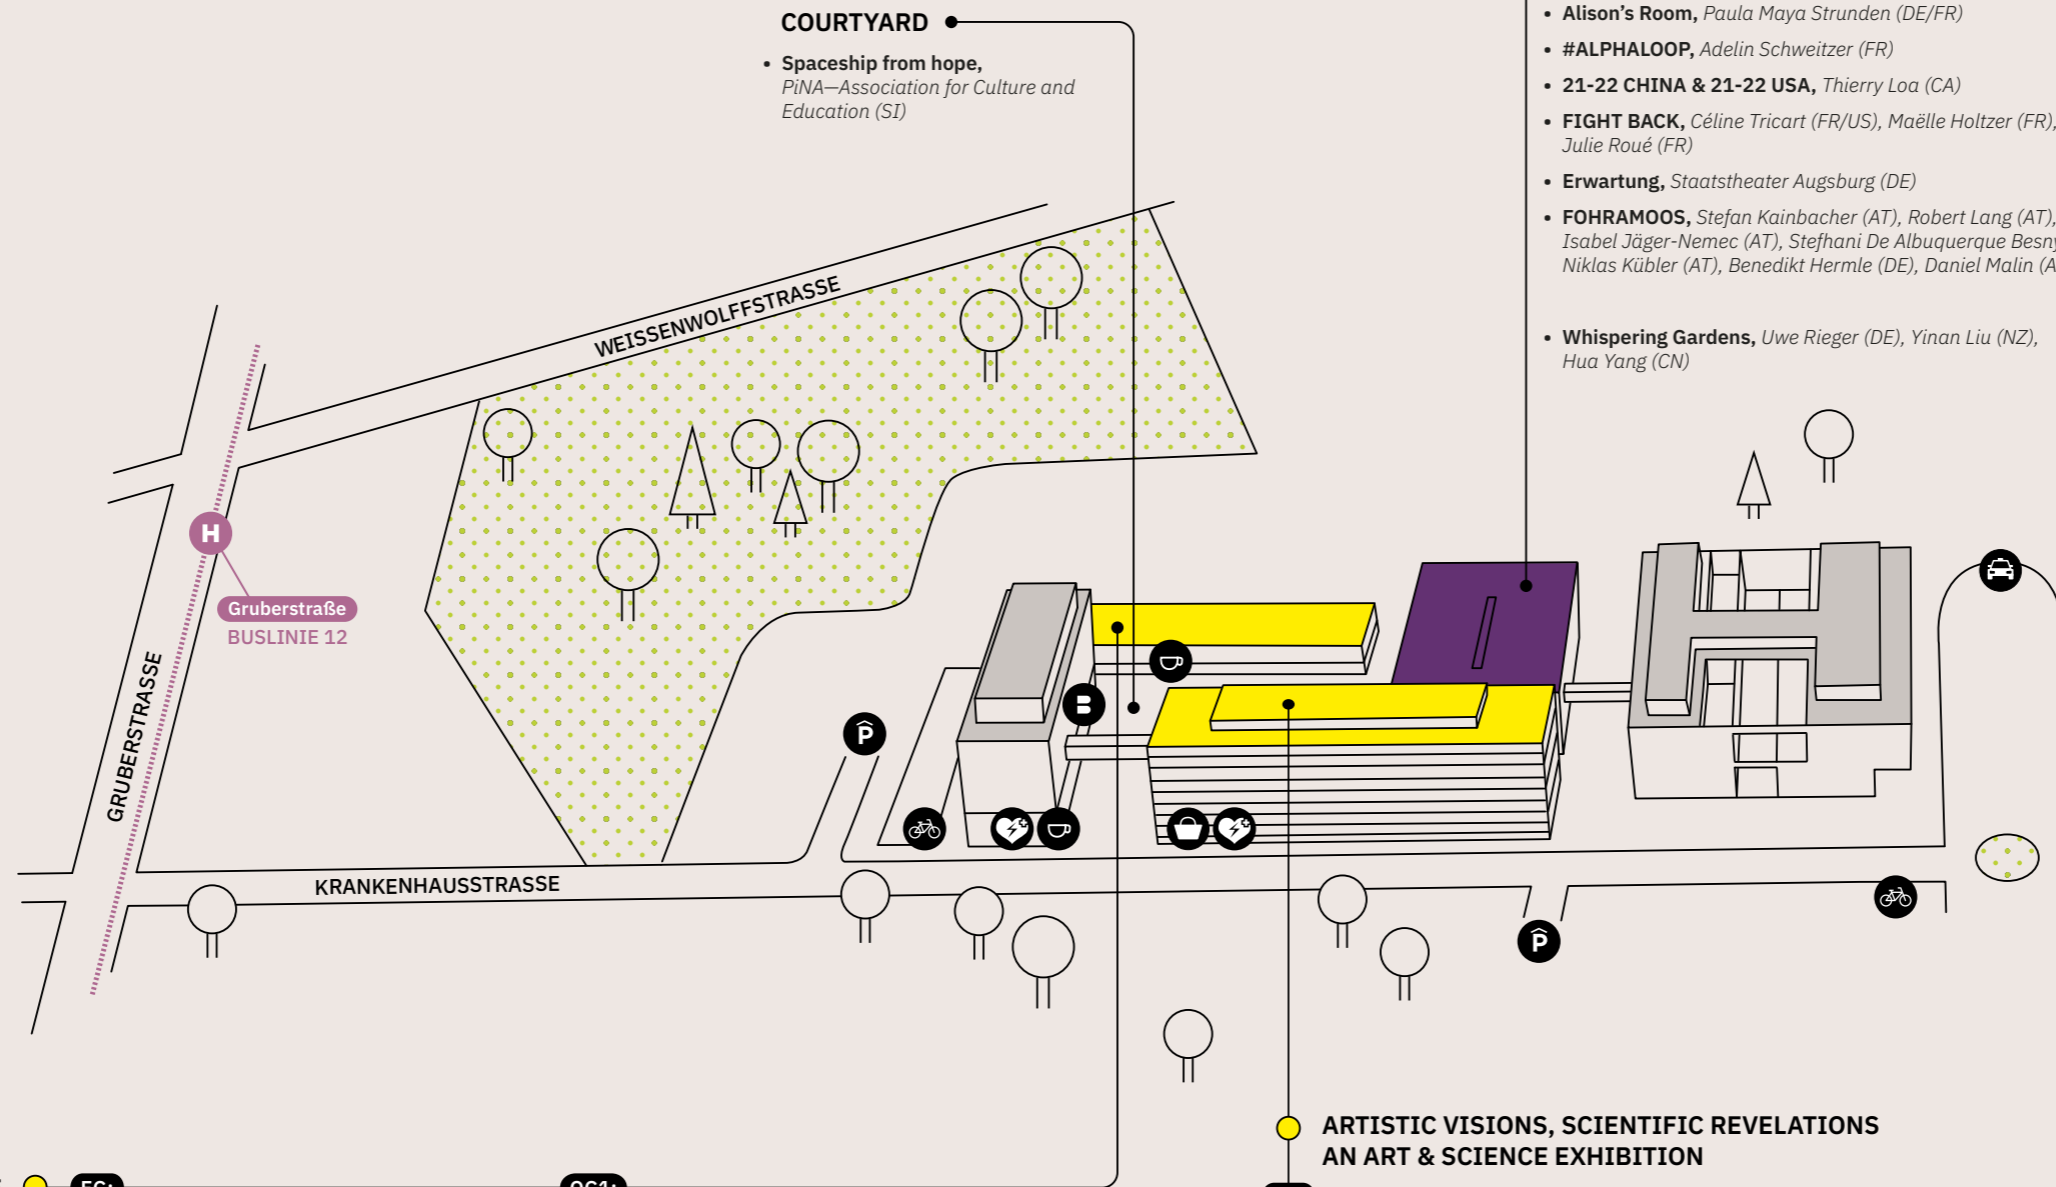 COURTYARD
• Spaceship from hope,
PiNA—Association for Culture and
Education (SI)
• Alison’s Room, Paula Maya Strunden (DE/FR)
• #ALPHALOOP, Adelin Schweitzer (FR)
• 21-22 CHINA & 21-22 USA, Thierry Loa (CA)
• FIGHT BACK, Céline Tricart (FR/US), Maëlle Holtzer (FR),
Julie Roué (FR)
• Erwartung, Staatstheater Augsburg (DE)
• FOHRAMOOS, Stefan Kainbacher (AT), Robert Lang (AT),
Isabel Jäger-Nemec (AT), Stefhani De Albuquerque
Niklas Kübler (AT), Benedikt Hermle (DE), Daniel Malin
• Whispering Gardens, Uwe Rieger (DE), Yinan Liu (NZ),
Hua Yang (CN)
WEISSENWOLFFSTRASSE
H
Gruberstraße
BUSLINIE 12
GRUBERSTRASSE
B
P
KRANKENHAUSSTRASSE
P
ARTISTIC VISIONS, SCIENTIFIC REVELATIONS
AN ART & SCIENCE EXHIBITION